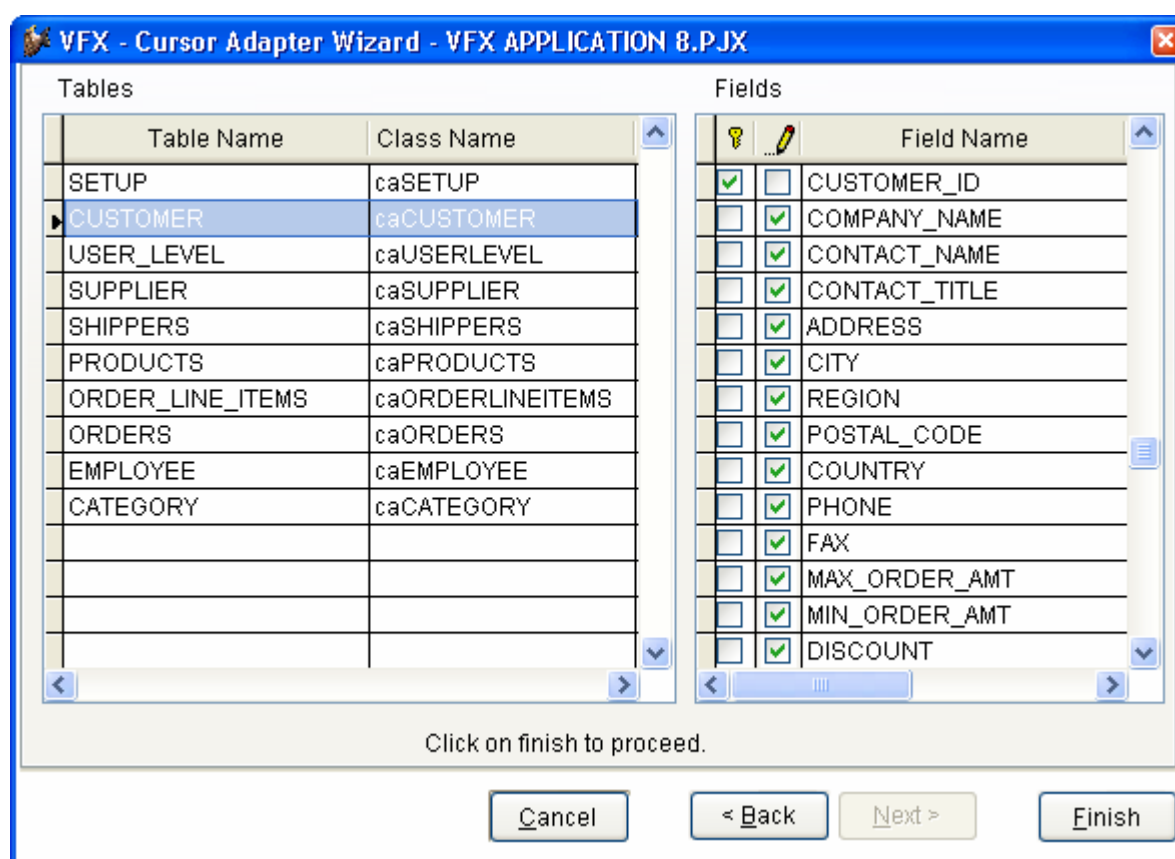 VFX - Cursor Adapter Wizard - VFX APPLICATION 8.PJX
Tables
Table Name Class Name
SETUP caSETUP
CUSTOMER caCUSTOMER
USER_LEVEL caUSERLEVEL
SUPPLIER caSUPPLIER
SHIPPERS caSHIPPERS
PRODUCTS caPRODUCTS
ORDER_LINE_ITEMS caORDERLINEITEMS
ORDERS caORDERS
EMPLOYEE caEMPLOYEE
CATEGORY caCATEGORY
Fields
Field Name
CUSTOMER_ID
COMPANY_NAME
CONTACT_NAME
CONTACT_TITLE
ADDRESS
CITY
REGION
POSTAL_CODE
COUNTRY
PHONE
FAX
MAX_ORDER_AMT
MIN_ORDER_AMT
DISCOUNT
Click on finish to proceed.
Cancel < Back Next > Finish